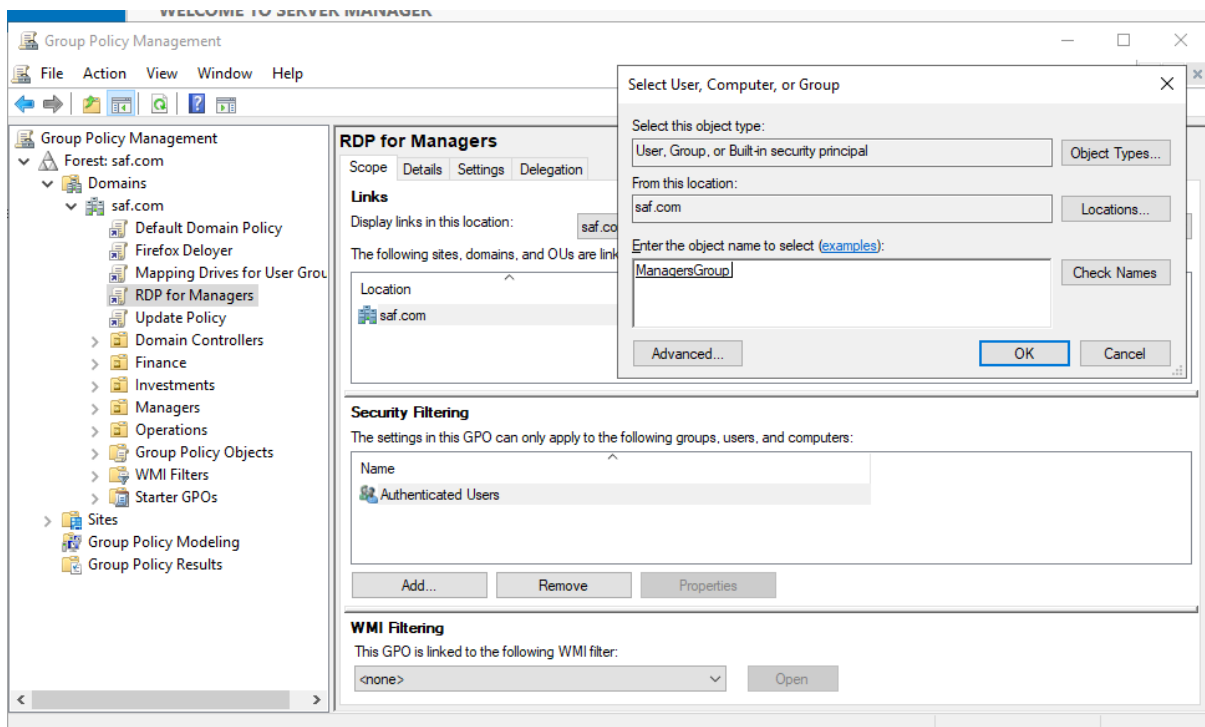 WELCOME TO SERVER MANAGER
Group Policy Management
File Action View Window Help
Group Policy Management
Forest: saf.com
Domains
saf.com
Default Domain Policy
Firefox Deloyer
Mapping Drives for User Grou
RDP for Managers
Update Policy
Domain Controllers
Finance
Investments
Managers
Operations
Group Policy Objects
WMI Filters
Starter GPOs
Sites
Group Policy Modeling
Group Policy Results
RDP for Managers
Scope Details Settings Delegation
Links
Display links in this location: saf.co
The following sites, domains, and OUs are link
Location
saf.com
Security Filtering
The settings in this GPO can only apply to the following groups, users, and computers:
Name
Authenticated Users
Add... Remove Properties
WMI Filtering
This GPO is linked to the following WMI filter:
<none> Open
Select User, Computer, or Group
Select this object type:
User, Group, or Built-in security principal Object Types...
From this location:
saf.com Locations...
Enter the object name to select (examples):
ManagersGroup Check Names
Advanced... OK Cancel